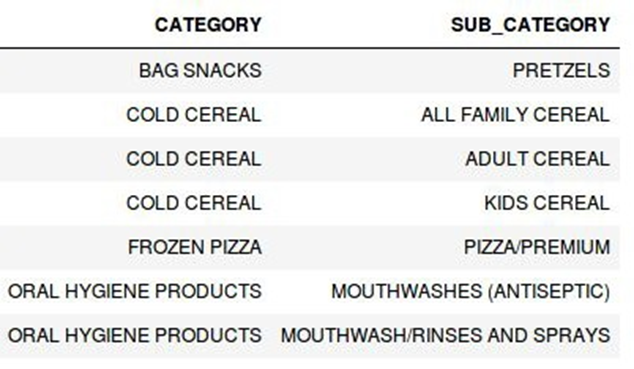 CATEGORY SUB_CATEGORY
BAG SNACKS PRETZELS
COLD CEREAL ALL FAMILY CEREAL
COLD CEREAL ADULT CEREAL
COLD CEREAL KIDS CEREAL
FROZEN PIZZA PIZZA/PREMIUM
ORAL HYGIENE PRODUCTS MOUTHWASHES (ANTISEPTIC)
ORAL HYGIENE PRODUCTS MOUTHWASH/RINSES AND SPRAYS